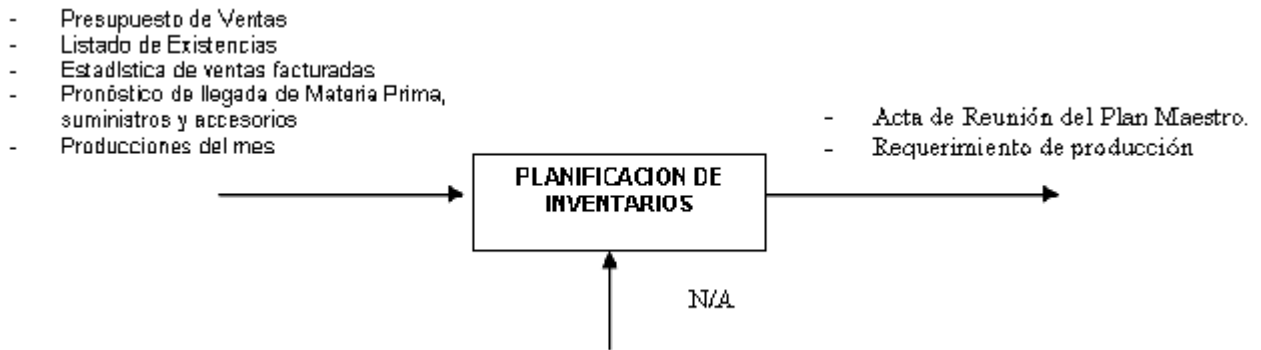 - Presupuesto de Ventas
- Listado de Existencias
- Estadística de ventas facturadas
- Pronóstico de llegada de Materia Prima,
suministros y accesorios
- Producciones del mes
- Acta de Reunión del Plan Maestro.
- Requerimiento de producción
PLANIFICACION DE
INVENTARIOS
N/A